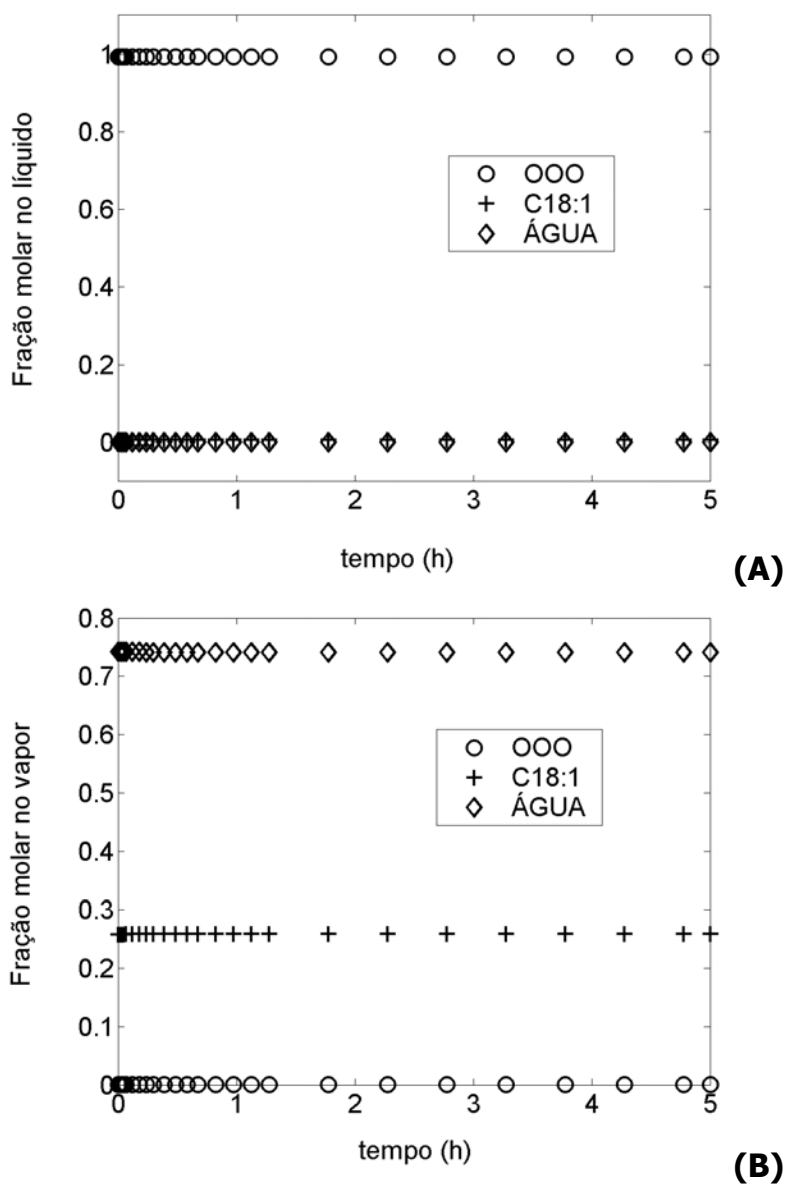 1
0.8
0.6
0.4
0.2
0
Fração molar no líquido
OOO
C18:1
ÁGUA
0 1 2 3 4 5
tempo (h)
(A)
0.8
0.7
0.6
0.5
0.4
0.3
0.2
0.1
0
Fração molar no vapor
OOO
C18:1
ÁGUA
0 1 2 3 4 5
tempo (h)
(B)